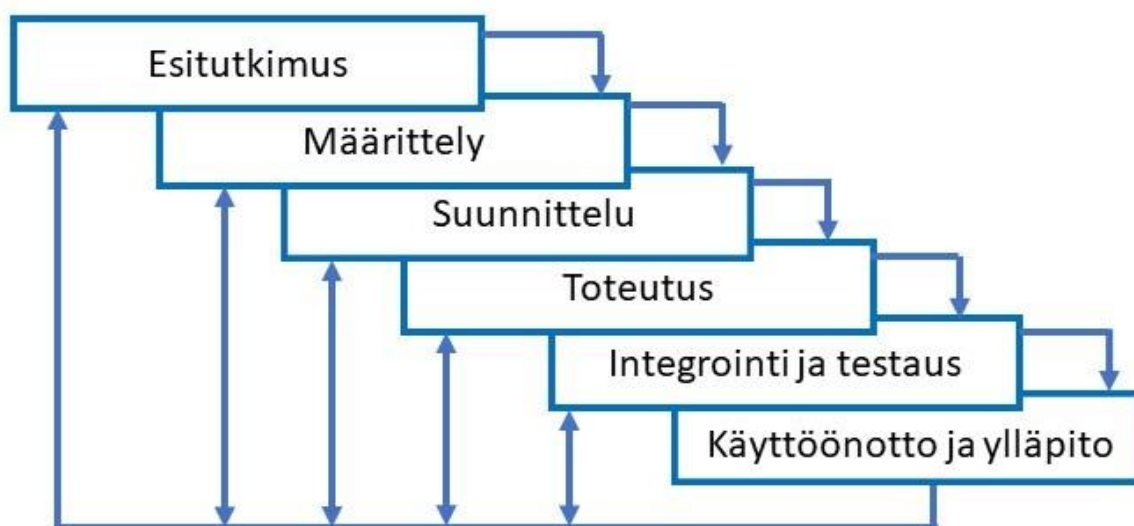 Esitutkimus
Määrittely
Suunnittelu
Toteutus
Integrointi ja testaus
Käyttöönotto ja ylläpito